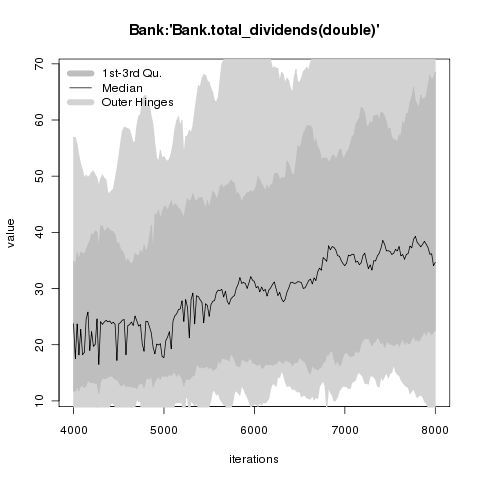 Bank:'Bank.total_dividends(double)'
1st-3rd Qu.
Median
Outer Hinges
value
70
60
50
40
30
20
10
4000 5000 6000 7000 8000
iterations